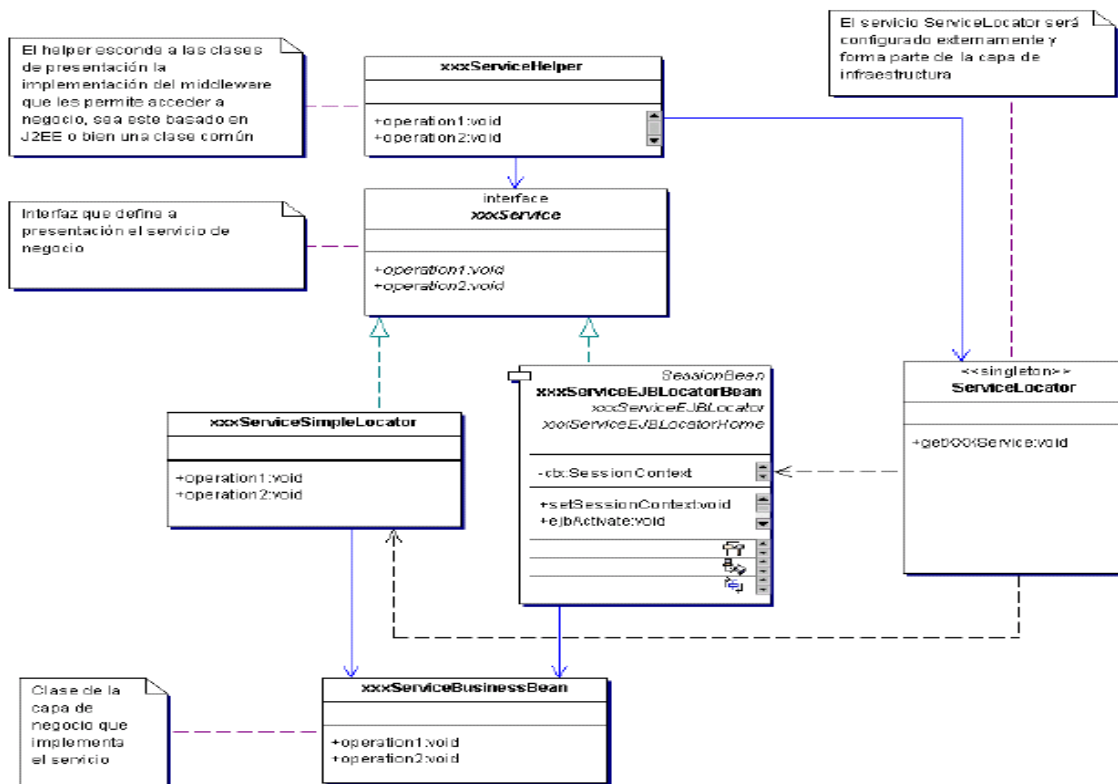 El helper esconde a las clases
de presentación la
implementación del middleware
que les permite acceder a
negocio, sea este basado en
J2EE o bien una clase común
xxxServiceHelper
+operation1:void
+operation2:void
El servicio ServiceLocator será
configurado externamente y
forma parte de la capa de
infraestructura
Interfaz que define a
presentación el servicio de
negocio
interface
xxxService
+operation1:void
+operation2:void
xxxServiceSimpleLocator
+operation1:void
+operation2:void
SessionBean
xxxServiceEJBLocatorBean
xxxServiceEJBLocator
xxxServiceEJBLocatorHome
-ctx:SessionContext
+setSessionContext:void
+ejbActivate:void
<<singleton>>
ServiceLocator
+getXXXService:void
Clase de la
capa de
negocio que
implementa
el servicio
xxxServiceBusinessBean
+operation1:void
+operation2:void